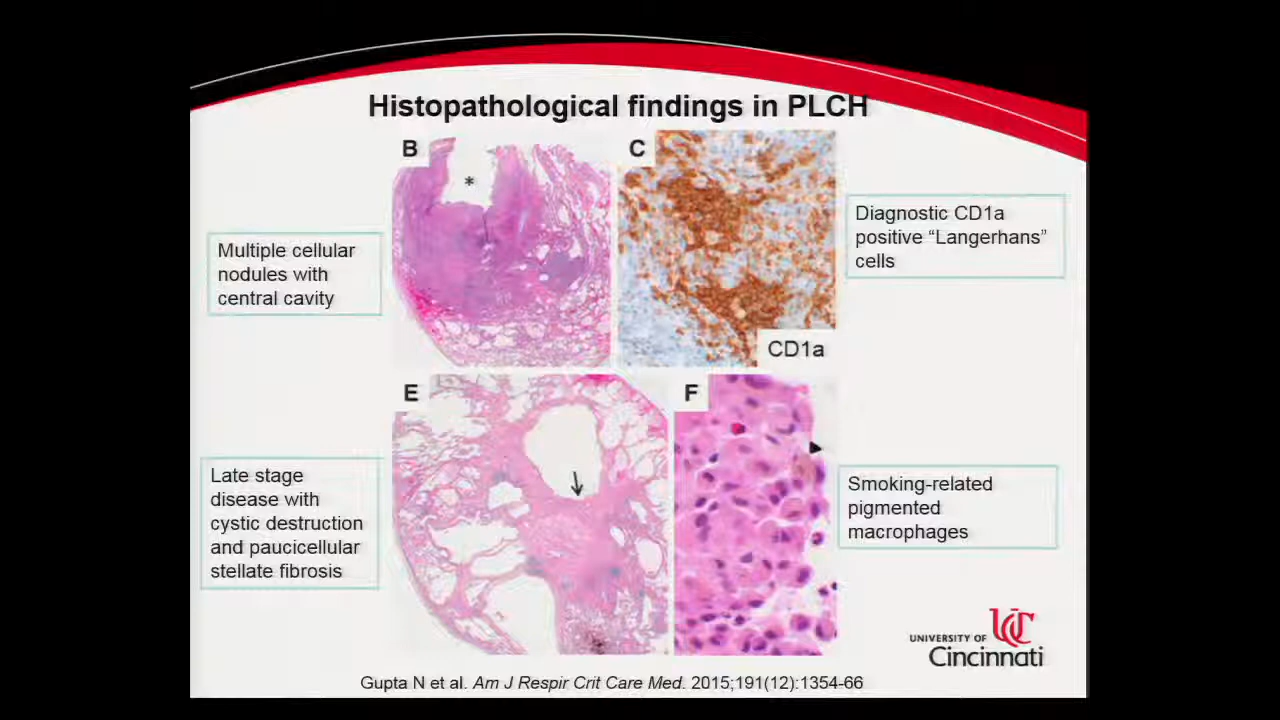 Histopathological findings in PLCH
B
*
C
Multiple cellular
nodules with
central cavity
Diagnostic CD1a
positive “Langerhans”
cells
CD1a
E
F
Late stage
disease with
cystic destruction
and paucicellular
stellate fibrosis
Smoking-related
pigmented
macrophages
UC
UNIVERSITY OF
Cincinnati
Gupta N et al. Am J Respir Crit Care Med. 2015;191(12):1354-66